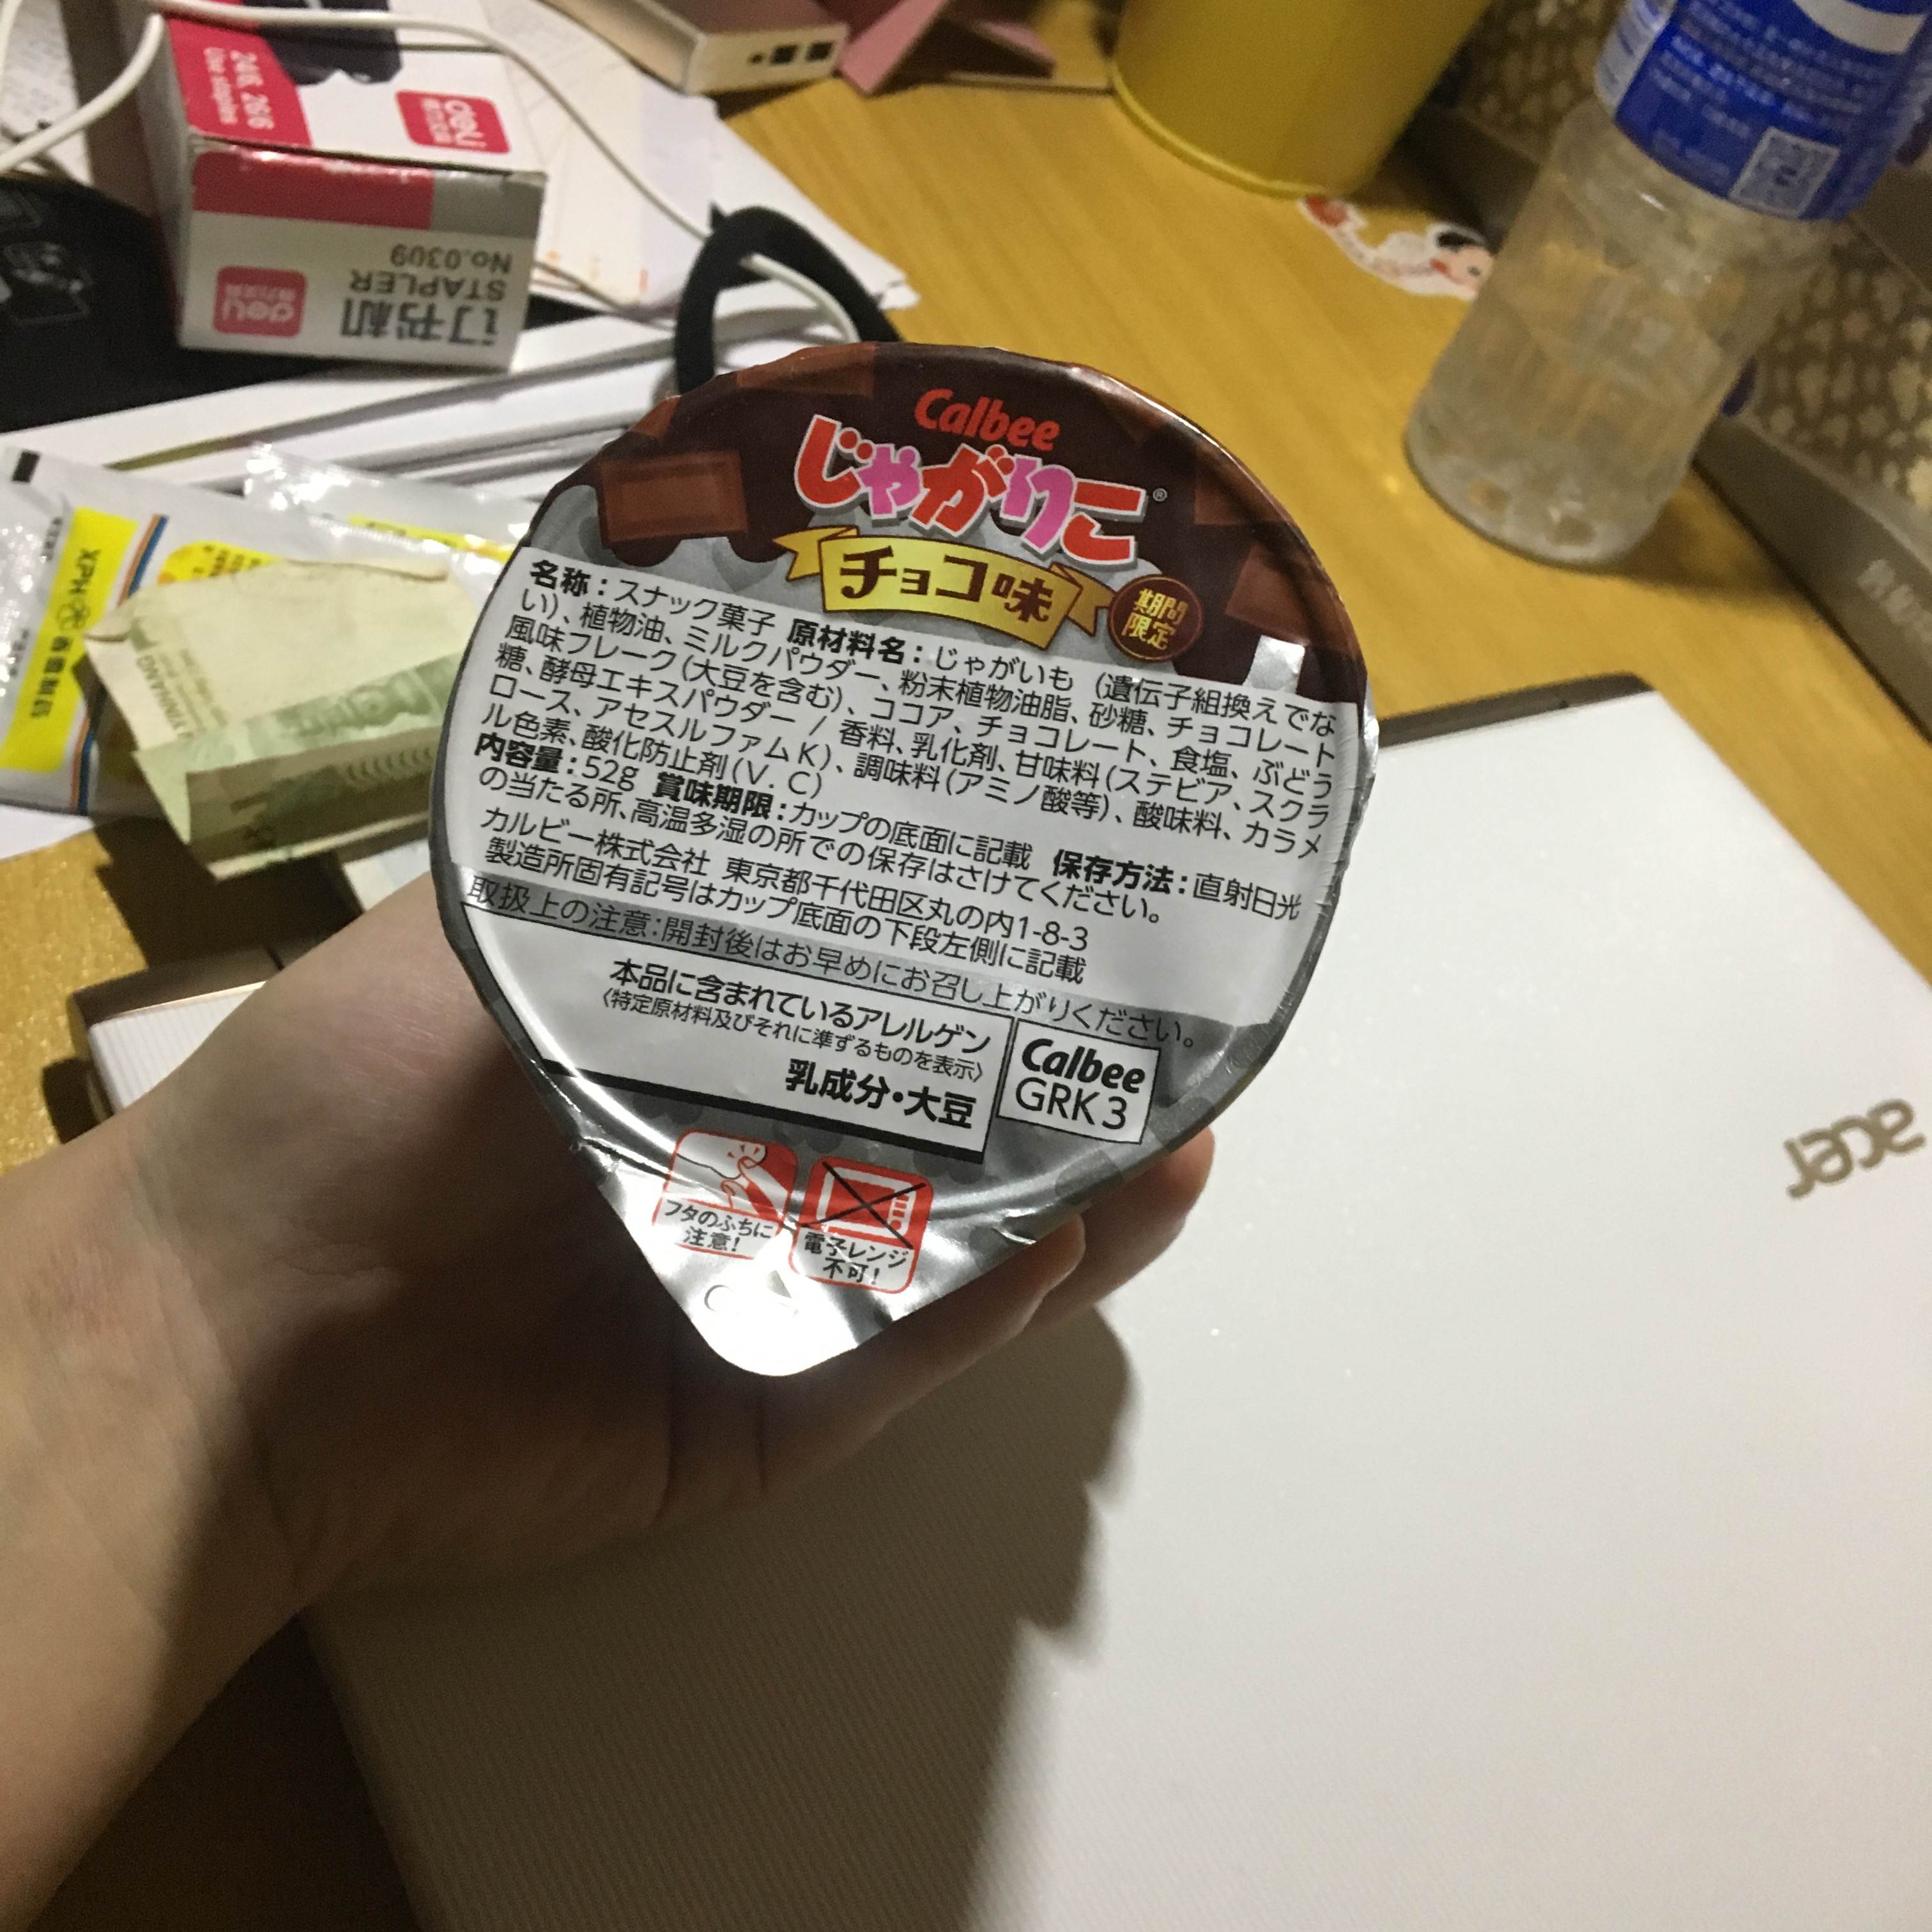 Calbee
じゃがりこ®
チョコ味
期間
限定
名称：スナック菓子 原材料名：じゃがいも（遺伝子組換えでな
い）、植物油、ミルクパウダー、粉末植物油脂、砂糖、チョコレート
風味フレーク（大豆を含む）、ココア、チョコレート、食塩、ぶどう
糖、酵母エキスパウダー / 香料、乳化剤、甘味料（ステビア、スクラ
ロース、アセスルファムK）、調味料（アミノ酸等）、酸味料、カラメ
ル色素、酸化防止剤（V．C）
内容量：52g 賞味期限：カップの底面に記載 保存方法：直射日光
の当たる所、高温多湿の所での保存はさけてください。
カルビー株式会社 東京都千代田区丸の内1-8-3
製造所固有記号はカップ底面の下段左側に記載
取扱上の注意：開封後はお早めにお召し上がりください。
本品に含まれているアレルゲン
〈特定原材料及びそれに準ずるものを表示〉
乳成分・大豆
Calbee
GRK3
フタのふちに
注意！
電子レンジ
不可！
24/6, 26/6
Use staples
deli
订书机
STAPLER
No.0309
deli
acer